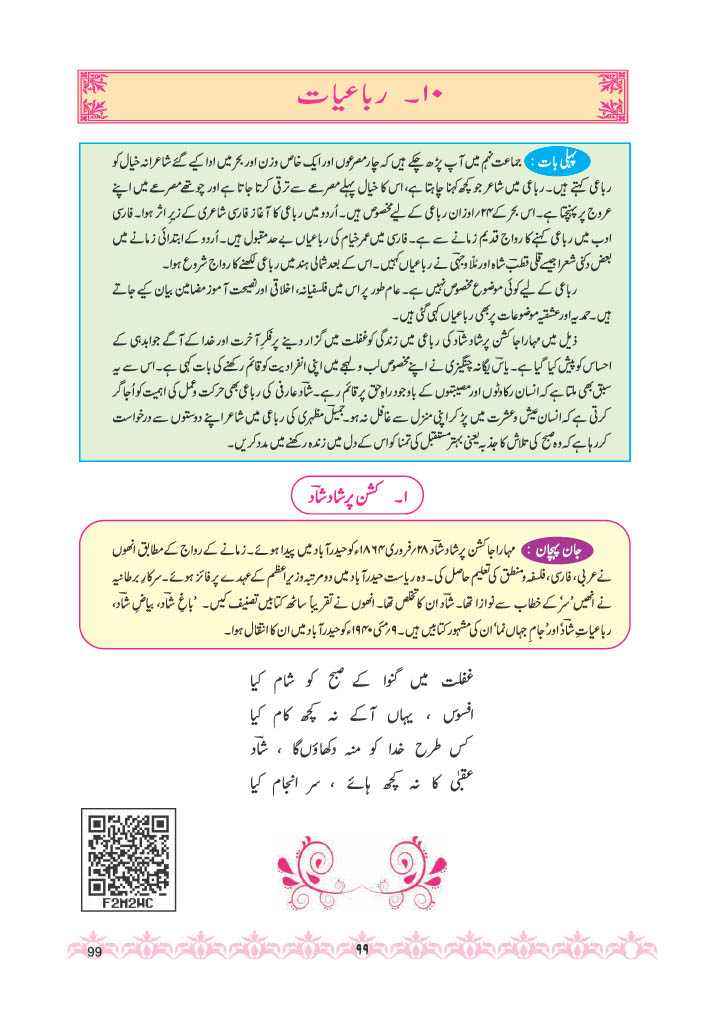 ۱۰۔ رباعیات
پہلی بات : جماعت نہم میں آپ پڑھ چکے ہیں کہ چار مصرعوں اور ایک خاص وزن اور بحر میں ادا کیے گئے شاعرانہ خیال کو
رباعی کہتے ہیں۔ رباعی میں شاعر جو کچھ کہنا چاہتا ہے، اس کا خیال پہلے مصرعے سے ترقی کرتا جاتا ہے اور چوتھے مصرعے میں اپنے
عروج پر پہنچتا ہے۔ اس بحر کے ۲۴؍ اوزان رباعی کے لیے مخصوص ہیں۔ اُردو میں رباعی کا آغاز فارسی شاعری کے زیرِ اثر ہوا۔ فارسی
ادب میں رباعی کہنے کا رواج قدیم زمانے سے ہے۔ فارسی میں عمر خیام کی رباعیاں بے حد مقبول ہیں۔ اُردو کے ابتدائی زمانے میں
بعض دکنی شعرا جیسے قلی قطب شاہ اور ملّا وجہی نے رباعیاں کہیں۔ اس کے بعد شمالی ہند میں رباعی لکھنے کا رواج شروع ہوا۔
رباعی کے لیے کوئی موضوع مخصوص نہیں ہے۔ عام طور پر اس میں فلسفیانہ، اخلاقی اور نصیحت آموز مضامین بیان کیے جاتے
ہیں۔ حمدیہ اور عشقیہ موضوعات پر بھی رباعیاں کہی گئی ہیں۔
ذیل میں مہاراجا کشن پرشاد شادؔ کی رباعی میں زندگی کو غفلت میں گزار دینے پر فکرِ آخرت اور خدا کے آگے جوابدہی کے
احساس کو پیش کیا گیا ہے۔ یاسؔ یگانہ چنگیزی نے اپنے مخصوص لب و لہجے میں اپنی انفرادیت کو قائم رکھنے کی بات کہی ہے۔ اس سے یہ
سبق بھی ملتا ہے کہ انسان رکاوٹوں اور مصیبتوں کے باوجود راہِ حق پر قائم رہے۔ شادؔ عارفی کی رباعی بھی حرکت و عمل کی اہمیت کو اُجاگر
کرتی ہے کہ انسان عیش و عشرت میں پڑ کر اپنی منزل سے غافل نہ ہو۔ جمیلؔ مظہری کی رباعی میں شاعر اپنے دوستوں سے درخواست
کر رہا ہے کہ وہ صبح کی تلاش کا جذبہ یعنی بہتر مستقبل کی تمنا کو اس کے دل میں زندہ رکھنے میں مدد کریں۔
۱۔ کشن پرشاد شادؔ
جان پہچان : مہاراجا کشن پرشاد شادؔ ۲۸؍ فروری ۱۸۶۴ء کو حیدرآباد میں پیدا ہوئے۔ زمانے کے رواج کے مطابق انھوں
نے عربی، فارسی، فلسفہ و منطق کی تعلیم حاصل کی۔ وہ ریاست حیدرآباد میں دو مرتبہ وزیرِ اعظم کے عہدے پر فائز ہوئے۔ سرکارِ برطانیہ
نے انھیں 'سر' کے خطاب سے نوازا تھا۔ شادؔ ان کا تخلص تھا۔ انھوں نے تقریباً ساٹھ کتابیں تصنیف کیں۔ 'باغِ شاد، بیاضِ شاد،
رباعیاتِ شاد' اور 'جامِ جہاں نما' ان کی مشہور کتابیں ہیں۔ ۹؍ مئی ۱۹۴۰ء کو حیدرآباد میں ان کا انتقال ہوا۔
غفلت میں گنوا کے صبح کو شام کیا
افسوس ، یہاں آکے نہ کچھ کام کیا
کس طرح خدا کو منہ دکھاؤں گا ، شادؔ
عقبیٰ کا نہ کچھ ہائے ، سر انجام کیا
F2M2WC
99
۹۹